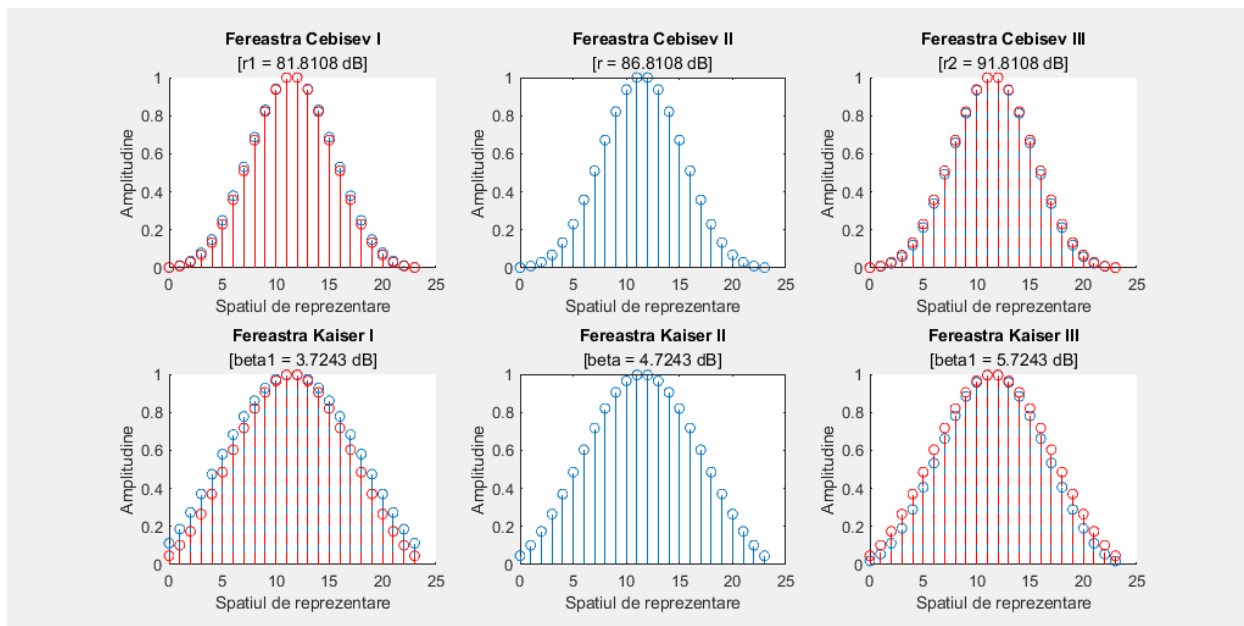 Fereastra Cebisev I
[r1 = 81.8108 dB]
1
0.8
0.6
0.4
0.2
0
Amplitudine
0 5 10 15 20 25
Spatiul de reprezentare
Fereastra Cebisev II
[r = 86.8108 dB]
1
0.8
0.6
0.4
0.2
0
Amplitudine
0 5 10 15 20 25
Spatiul de reprezentare
Fereastra Cebisev III
[r2 = 91.8108 dB]
1
0.8
0.6
0.4
0.2
0
Amplitudine
0 5 10 15 20 25
Spatiul de reprezentare
Fereastra Kaiser I
[beta1 = 3.7243 dB]
1
0.8
0.6
0.4
0.2
0
Amplitudine
0 5 10 15 20 25
Spatiul de reprezentare
Fereastra Kaiser II
[beta = 4.7243 dB]
1
0.8
0.6
0.4
0.2
0
Amplitudine
0 5 10 15 20 25
Spatiul de reprezentare
Fereastra Kaiser III
[beta1 = 5.7243 dB]
1
0.8
0.6
0.4
0.2
0
Amplitudine
0 5 10 15 20 25
Spatiul de reprezentare